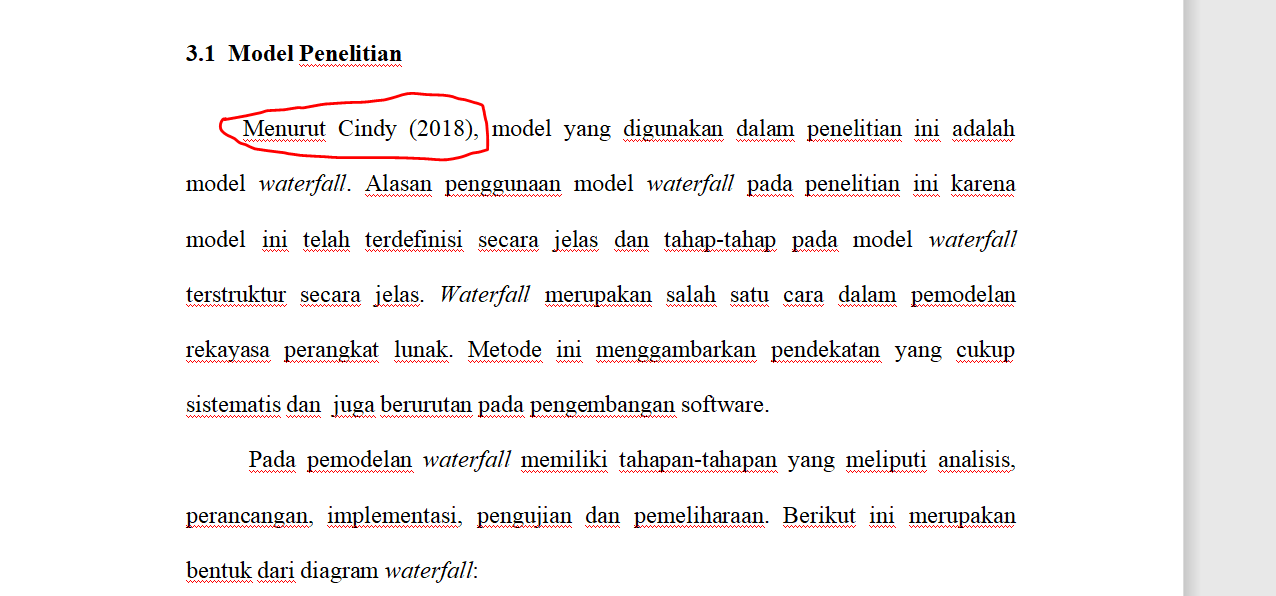 3.1 Model Penelitian
Menurut Cindy (2018), model yang digunakan dalam penelitian ini adalah
model waterfall. Alasan penggunaan model waterfall pada penelitian ini karena
model ini telah terdefinisi secara jelas dan tahap-tahap pada model waterfall
terstruktur secara jelas. Waterfall merupakan salah satu cara dalam pemodelan
rekayasa perangkat lunak. Metode ini menggambarkan pendekatan yang cukup
sistematis dan juga berurutan pada pengembangan software.
Pada pemodelan waterfall memiliki tahapan-tahapan yang meliputi analisis,
perancangan, implementasi, pengujian dan pemeliharaan. Berikut ini merupakan
bentuk dari diagram waterfall: